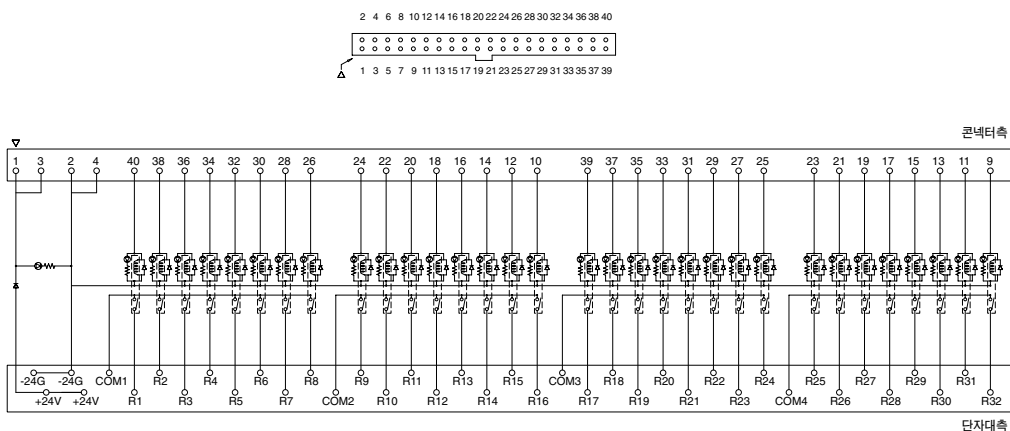 2 4 6 8 10 12 14 16 18 20 22 24 26 28 30 32 34 36 38 40
1 3 5 7 9 11 13 15 17 19 21 23 25 27 29 31 33 35 37 39
콘넥터측
1 3 2 4 40 38 36 34 32 30 28 26 24 22 20 18 16 14 12 10 39 37 35 33 31 29 27 25 23 21 19 17 15 13 11 9
-24G -24G COM1 R2 R4 R6 R8 R9 R11 R13 R15 COM3 R18 R20 R22 R24 R25 R27 R29 R31
+24V +24V R1 R3 R5 R7 COM2 R10 R12 R14 R16 R17 R19 R21 R23 COM4 R26 R28 R30 R32
단자대측